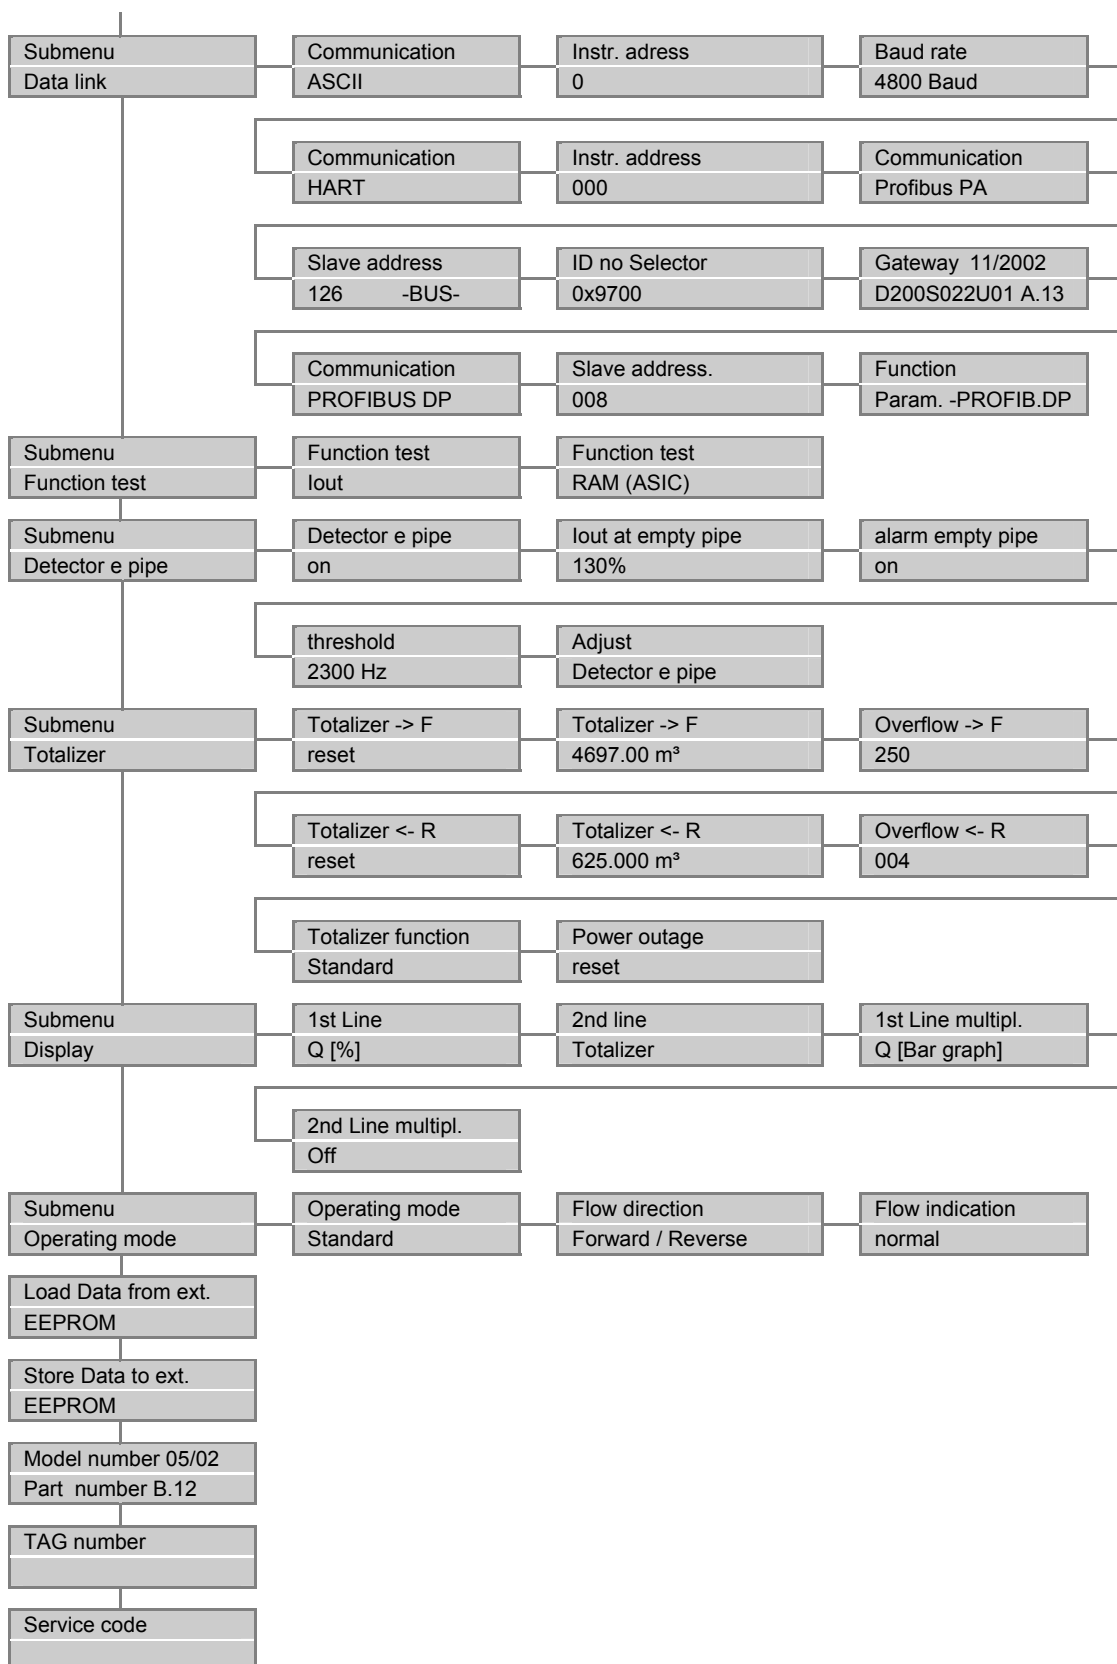 Submenu
Data link
Communication
ASCII
Instr. adress
0
Baud rate
4800 Baud
Communication
HART
Instr. address
000
Communication
Profibus PA
Slave address
126 -BUS-
ID no Selector
0x9700
Gateway 11/2002
D200S022U01 A.13
Communication
PROFIBUS DP
Slave address.
008
Function
Param. -PROFIB.DP
Submenu
Function test
Function test
Iout
Function test
RAM (ASIC)
Submenu
Detector e pipe
Detector e pipe
on
Iout at empty pipe
130%
alarm empty pipe
on
threshold
2300 Hz
Adjust
Detector e pipe
Submenu
Totalizer
Totalizer -> F
reset
Totalizer -> F
4697.00 m³
Overflow -> F
250
Totalizer <- R
reset
Totalizer <- R
625.000 m³
Overflow <- R
004
Totalizer function
Standard
Power outage
reset
Submenu
Display
1st Line
Q [%]
2nd line
Totalizer
1st Line multipl.
Q [Bar graph]
2nd Line multipl.
Off
Submenu
Operating mode
Operating mode
Standard
Flow direction
Forward / Reverse
Flow indication
normal
Load Data from ext.
EEPROM
Store Data to ext.
EEPROM
Model number 05/02
Part number B.12
TAG number
Service code